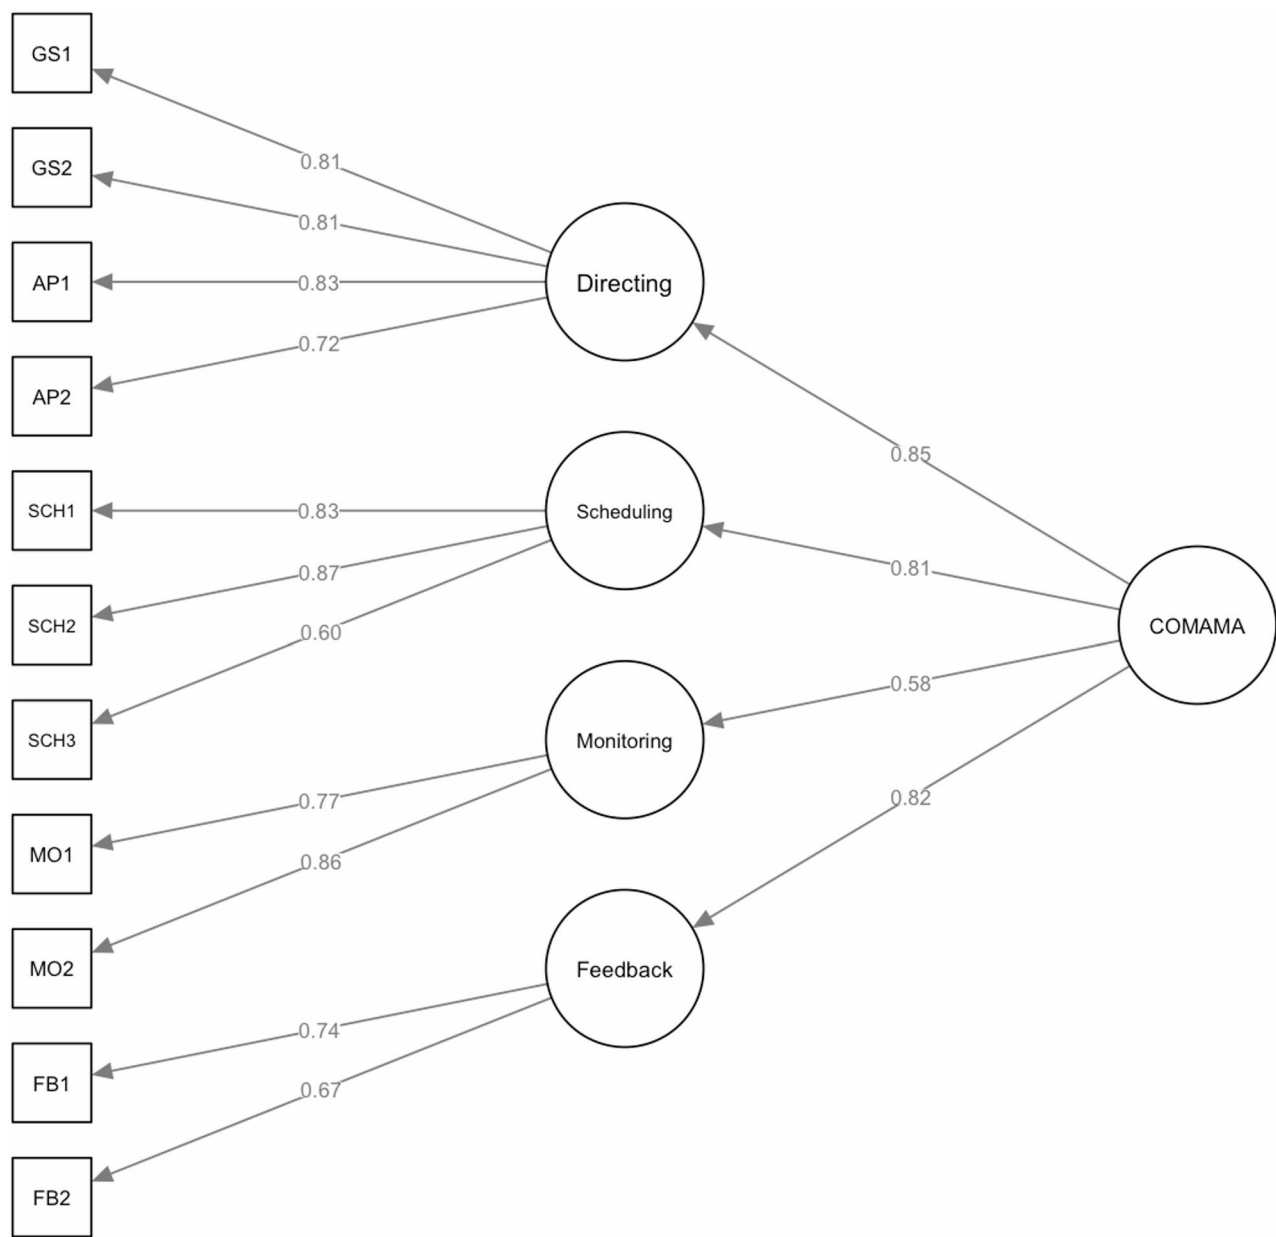 GS1
0.81
GS2
0.81
AP1
0.83
Directing
0.72
AP2
0.85
SCH1
0.83
Scheduling
0.87
0.81
SCH2
0.60
COMAMA
0.58
SCH3
Monitoring
0.77
0.82
MO1
0.86
MO2
Feedback
0.74
FB1
0.67
FB2